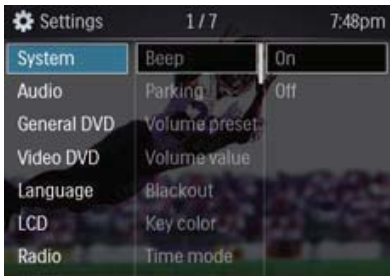 Settings 1/7 7:48pm
System Beep On
Audio Parking Off
General DVD Volume preset
Video DVD Volume value
Language Blackout
LCD Key color
Radio Time mode